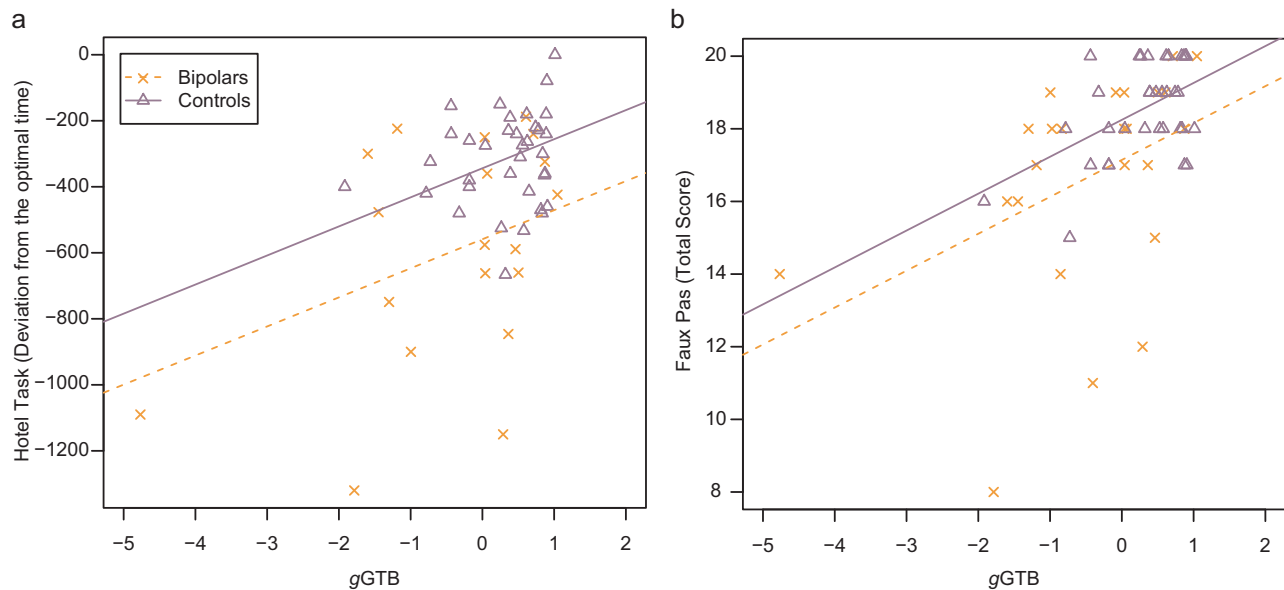 a
Hotel Task (Deviation from the optimal time)
0
−200
−400
−600
−800
−1000
−1200
Bipolars
Controls
−5 −4 −3 −2 −1 0 1 2
gGTB
b
Faux Pas (Total Score)
20
18
16
14
12
10
8
−5 −4 −3 −2 −1 0 1 2
gGTB